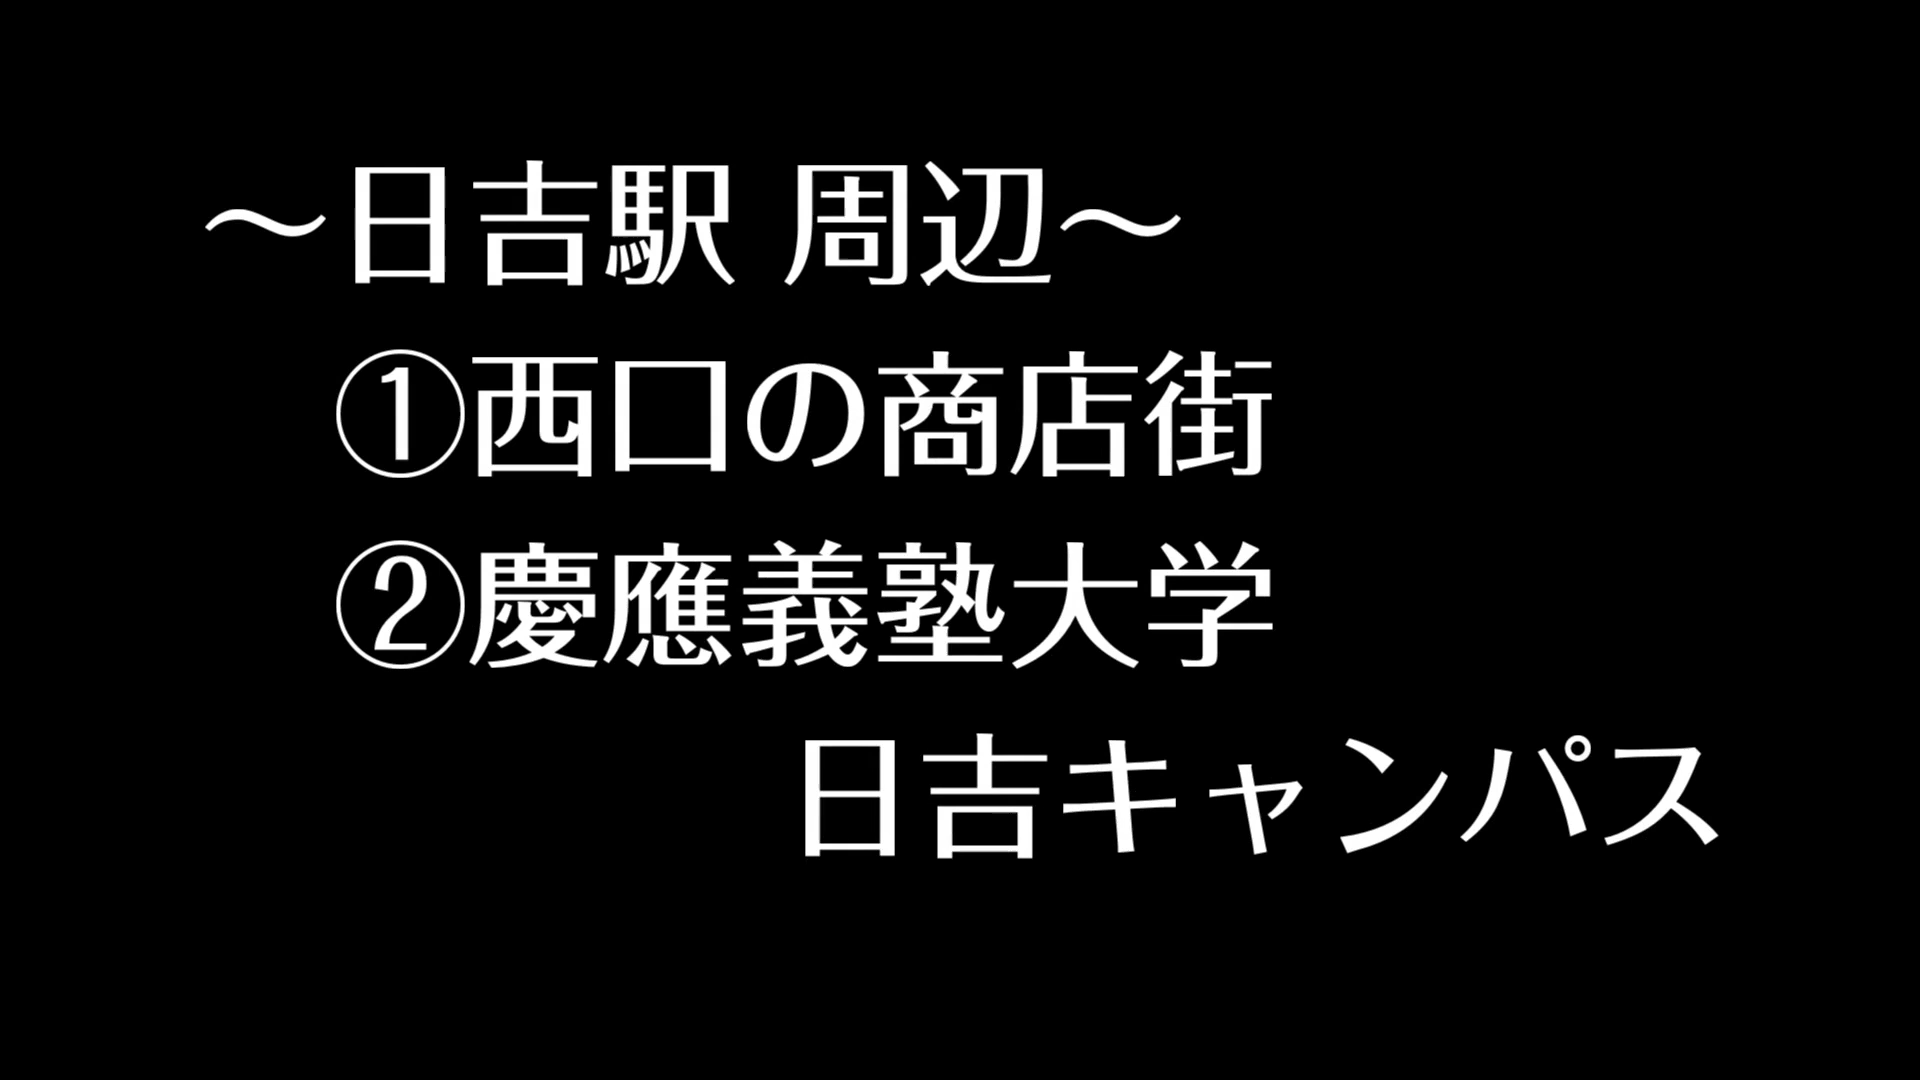 ～日吉駅 周辺～
①西口の商店街
②慶應義塾大学
日吉キャンパス